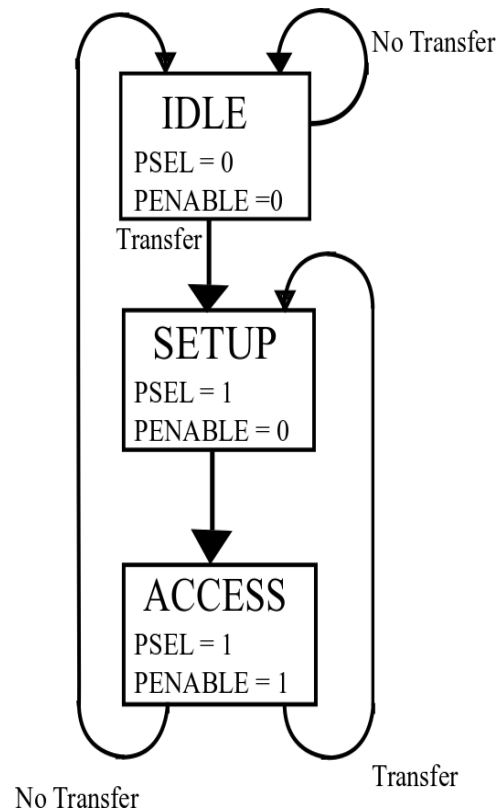 No Transfer
IDLE
PSEL = 0
PENABLE =0
Transfer
SETUP
PSEL = 1
PENABLE = 0
ACCESS
PSEL = 1
PENABLE = 1
Transfer
No Transfer